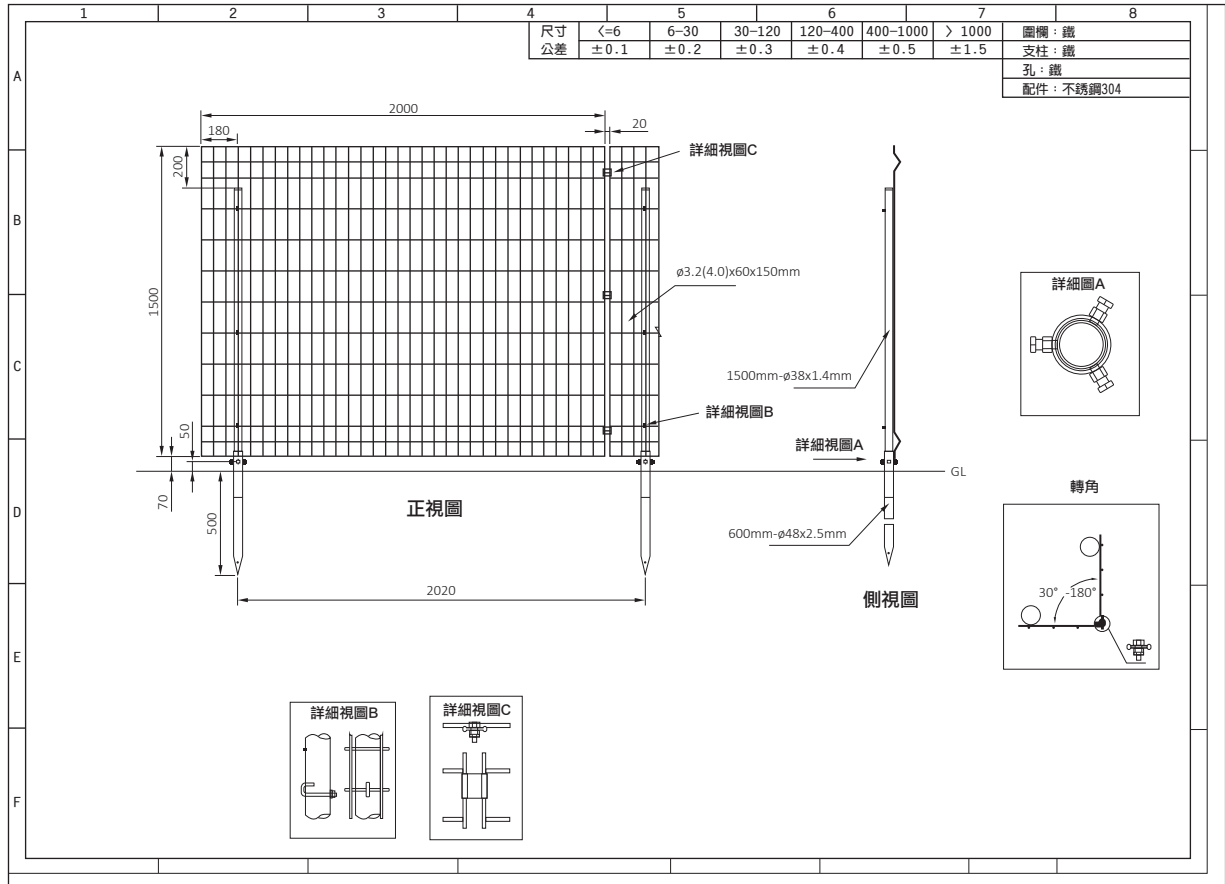 1 2 3 4 5 6 7 8
尺寸 <=6 6-30 30-120 120-400 400-1000 > 1000
公差 ±0.1 ±0.2 ±0.3 ±0.4 ±0.5 ±1.5
圍欄：鐵
支柱：鐵
孔：鐵
配件：不銹鋼304
A
B
C
D
E
F
2000
180
20
200
1500
50
70
500
2020
詳細視圖C
ø3.2(4.0)x60x150mm
詳細視圖B
正視圖
1500mm-ø38x1.4mm
詳細視圖A
GL
600mm-ø48x2.5mm
側視圖
詳細圖A
轉角
30° -180°
詳細視圖B
詳細視圖C